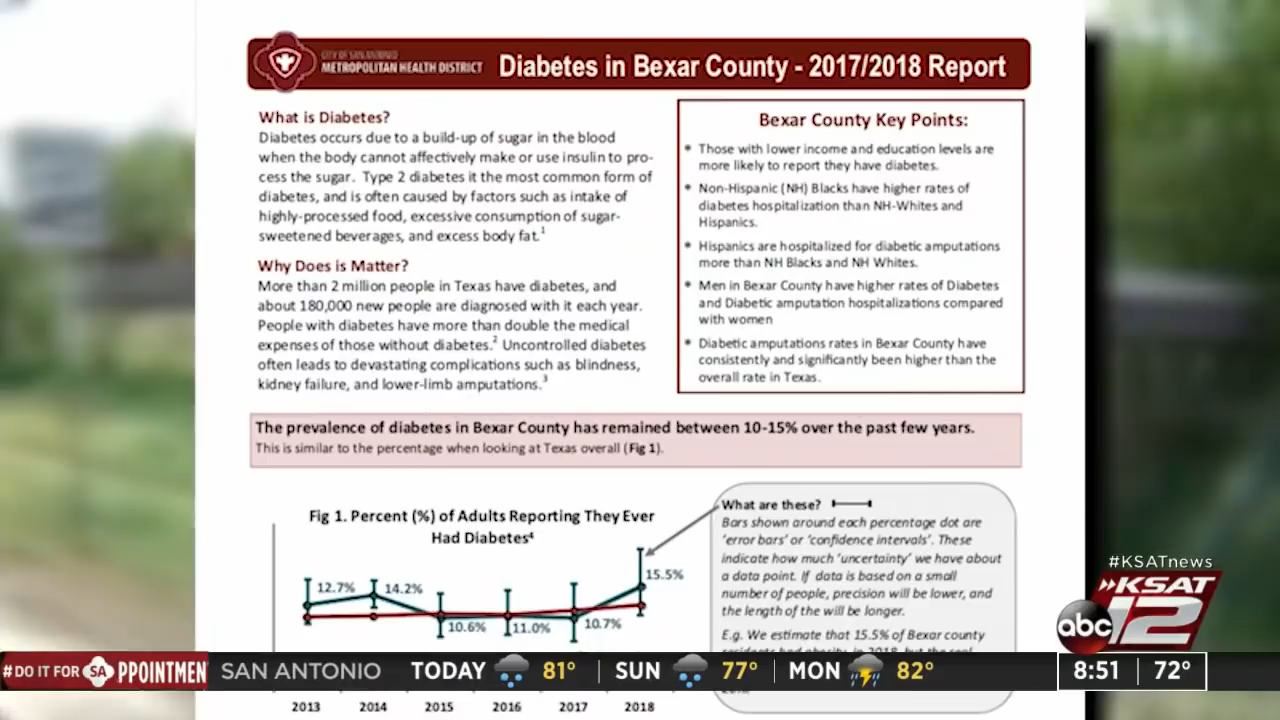 CITY OF SAN ANTONIO
METROPOLITAN HEALTH DISTRICT
Diabetes in Bexar County - 2017/2018 Report
What is Diabetes?
Diabetes occurs due to a build-up of sugar in the blood
when the body cannot affectively make or use insulin to pro-
cess the sugar. Type 2 diabetes it the most common form of
diabetes, and is often caused by factors such as intake of
highly-processed food, excessive consumption of sugar-
sweetened beverages, and excess body fat.1
Why Does is Matter?
More than 2 million people in Texas have diabetes, and
about 180,000 new people are diagnosed with it each year.
People with diabetes have more than double the medical
expenses of those without diabetes.2 Uncontrolled diabetes
often leads to devastating complications such as blindness,
kidney failure, and lower-limb amputations.3
Bexar County Key Points:
• Those with lower income and education levels are
more likely to report they have diabetes.
• Non-Hispanic (NH) Blacks have higher rates of
diabetes hospitalization than NH-Whites and
Hispanics.
• Hispanics are hospitalized for diabetic amputations
more than NH Blacks and NH Whites.
• Men in Bexar County have higher rates of Diabetes
and Diabetic amputation hospitalizations compared
with women
• Diabetic amputations rates in Bexar County have
consistently and significantly been higher than the
overall rate in Texas.
The prevalence of diabetes in Bexar County has remained between 10-15% over the past few years.
This is similar to the percentage when looking at Texas overall (Fig 1).
Fig 1. Percent (%) of Adults Reporting They Ever
Had Diabetes4
12.7%
14.2%
10.6%
11.0%
10.7%
15.5%
2013 2014 2015 2016 2017 2018
What are these?
Bars shown around each percentage dot are
'error bars' or 'confidence intervals'. These
indicate how much 'uncertainty' we have about
a data point. If data is based on a small
number of people, precision will be lower, and
the length of the will be longer.
E.g. We estimate that 15.5% of Bexar county
#KSATnews
KSAT
abc 12
#DO IT FOR SA PPOINTMEN
SAN ANTONIO TODAY 81° SUN 77° MON 82°
8:51 72°